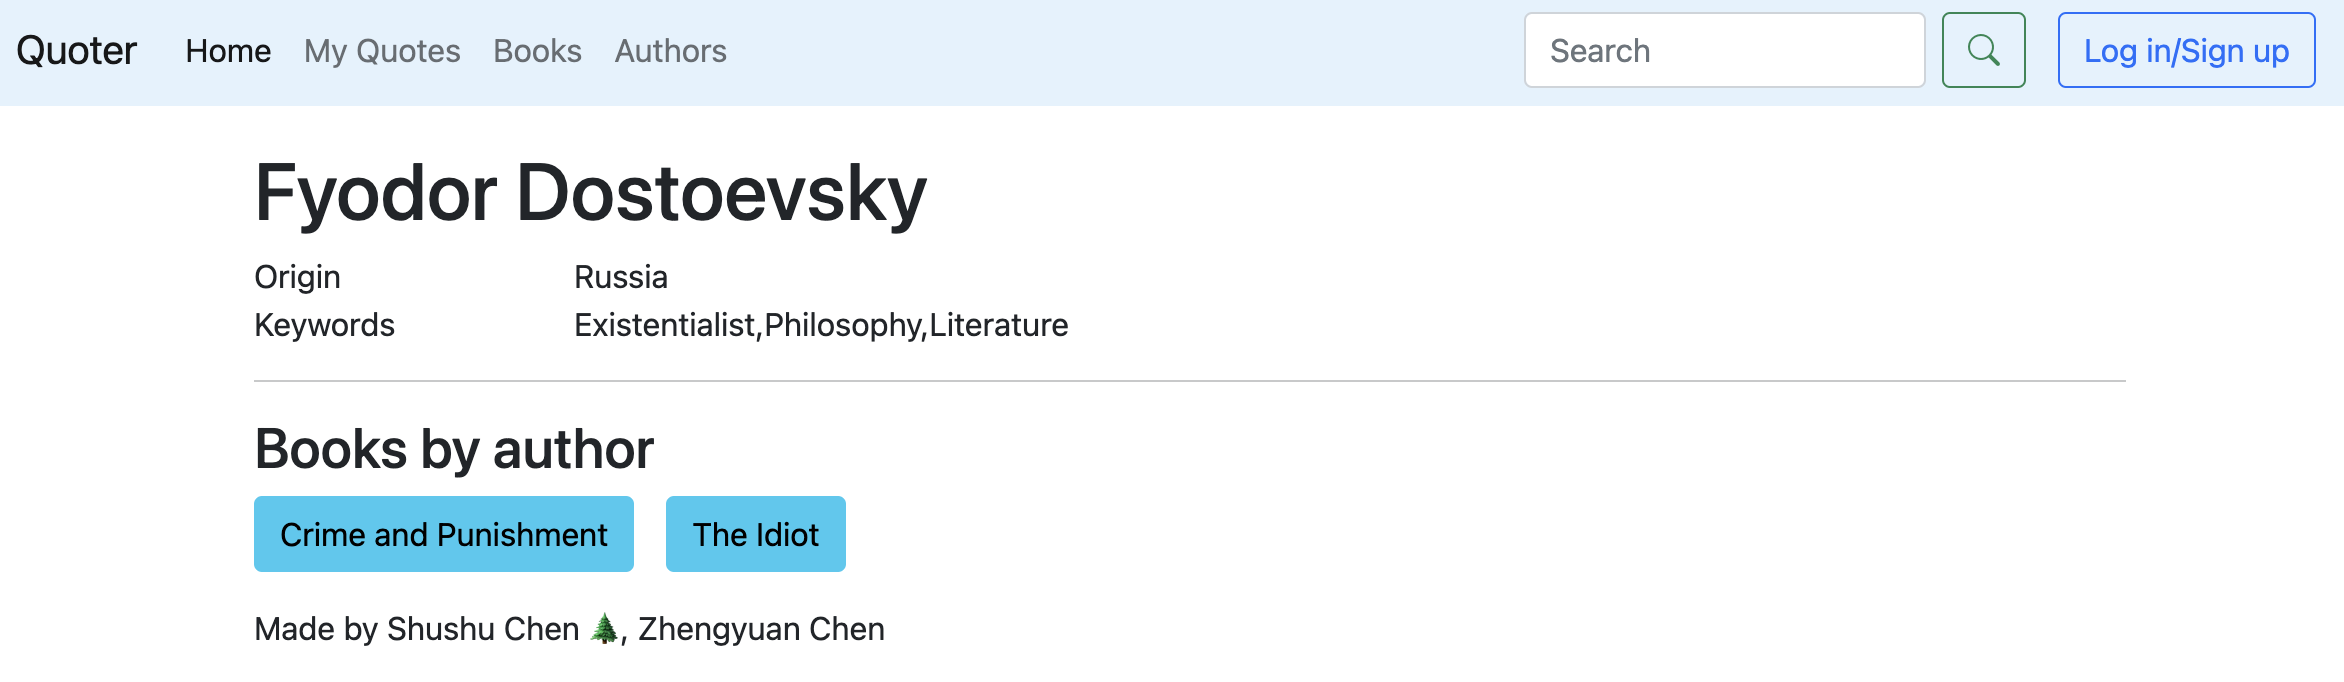 Quoter Home My Quotes Books Authors Search Log in/Sign up
Fyodor Dostoevsky
Origin Russia
Keywords Existentialist,Philosophy,Literature
Books by author
Crime and Punishment The Idiot
Made by Shushu Chen 🌲, Zhengyuan Chen